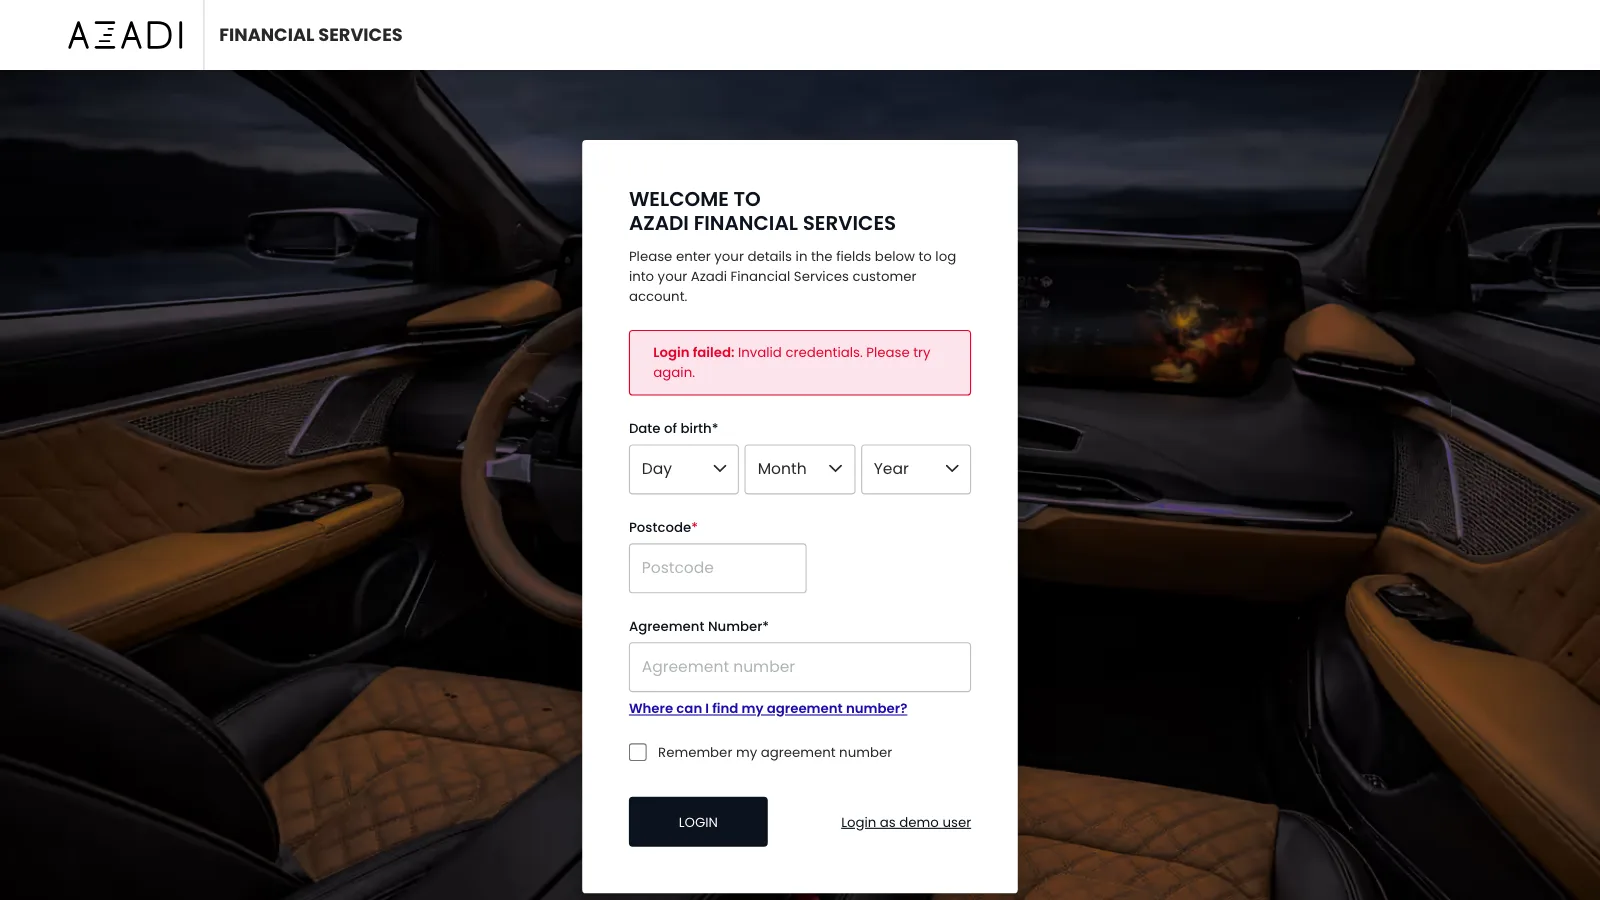 AZADI
FINANCIAL SERVICES
WELCOME TO
AZADI FINANCIAL SERVICES
Please enter your details in the fields below to log
into your Azadi Financial Services customer
account.
Login failed: Invalid credentials. Please try
again.
Date of birth*
Day
Month
Year
Postcode*
Postcode
Agreement Number*
Agreement number
Where can I find my agreement number?
Remember my agreement number
LOGIN
Login as demo user